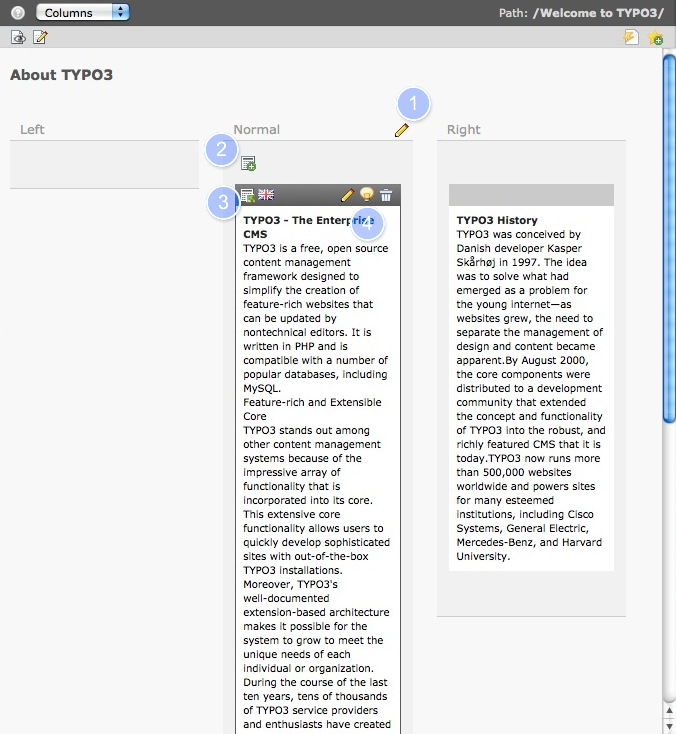 Columns
Path: /Welcome to TYPO3/
About TYPO3
1
Left
Normal
Right
2
3
4
TYPO3 - The Enterprise
CMS
TYPO3 is a free, open source
content management
framework designed to
simplify the creation of
feature-rich websites that
can be updated by
nontechnical editors. It is
written in PHP and is
compatible with a number of
popular databases, including
MySQL.
Feature-rich and Extensible
Core
TYPO3 stands out among
other content management
systems because of the
impressive array of
functionality that is
incorporated into its core.
This extensive core
functionality allows users to
quickly develop sophisticated
sites with out-of-the-box
TYPO3 installations.
Moreover, TYPO3's
well-documented
extension-based architecture
makes it possible for the
system to grow to meet the
unique needs of each
individual or organization.
During the course of the last
ten years, tens of thousands
of TYPO3 service providers
and enthusiasts have created
TYPO3 History
TYPO3 was conceived by
Danish developer Kasper
Skårhøj in 1997. The idea
was to solve what had
emerged as a problem for
the young internet—as
websites grew, the need to
separate the management of
design and content became
apparent.By August 2000,
the core components were
distributed to a development
community that extended
the concept and functionality
of TYPO3 into the robust, and
richly featured CMS that it is
today.TYPO3 now runs more
than 500,000 websites
worldwide and powers sites
for many esteemed
institutions, including Cisco
Systems, General Electric,
Mercedes-Benz, and Harvard
University.